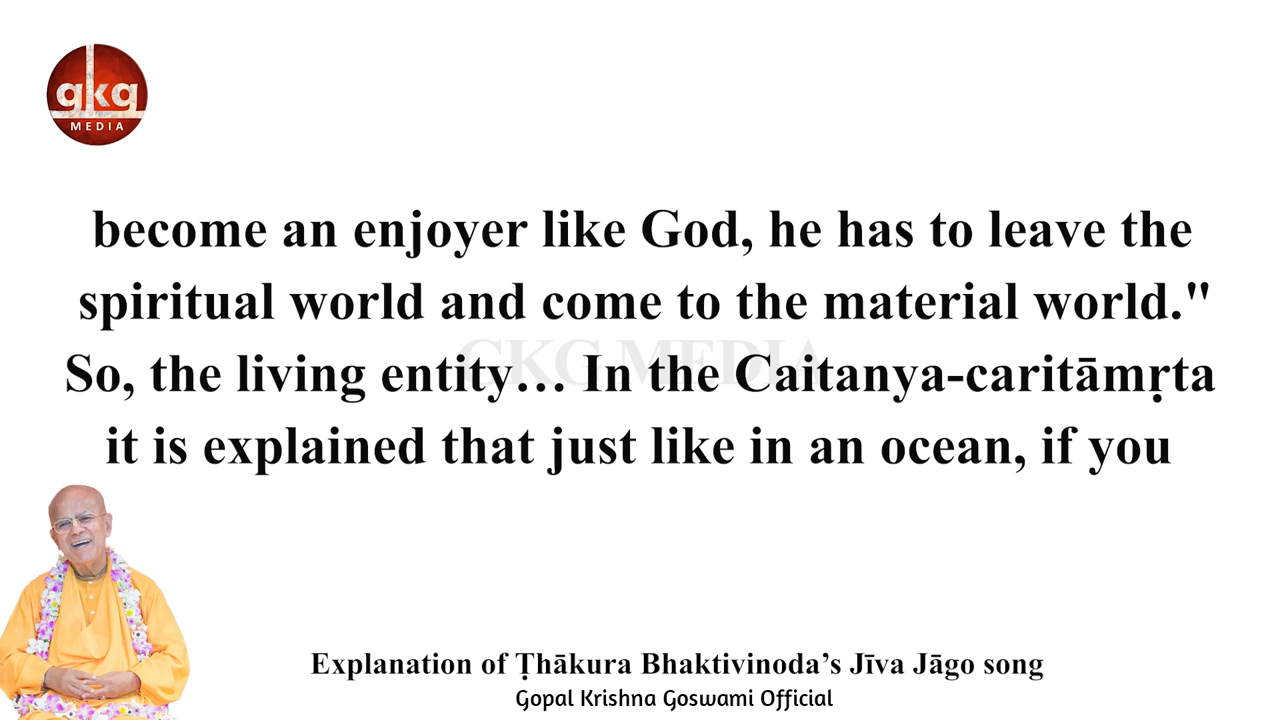 gkg
MEDIA
become an enjoyer like God, he has to leave the
spiritual world and come to the material world."
So, the living entity… In the Caitanya-caritāmṛta
it is explained that just like in an ocean, if you
GKG MEDIA
Explanation of Ṭhākura Bhaktivinoda’s Jīva Jāgo song
Gopal Krishna Goswami Official